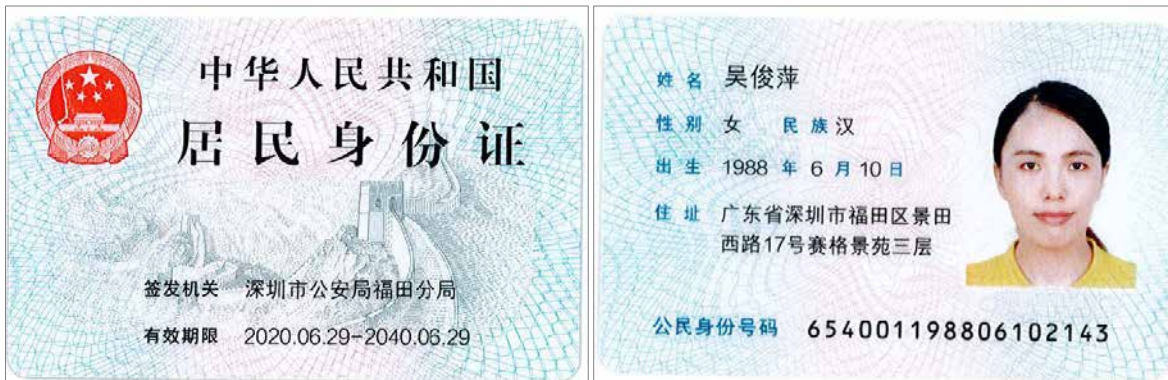 中华人民共和国
居民身份证
签发机关 深圳市公安局福田分局
有效期限 2020.06.29-2040.06.29
姓名 吴俊萍
性别 女 民族 汉
出生 1988 年 6 月 10 日
住址 广东省深圳市福田区景田
西路17号赛格景苑三层
公民身份号码 654001198806102143